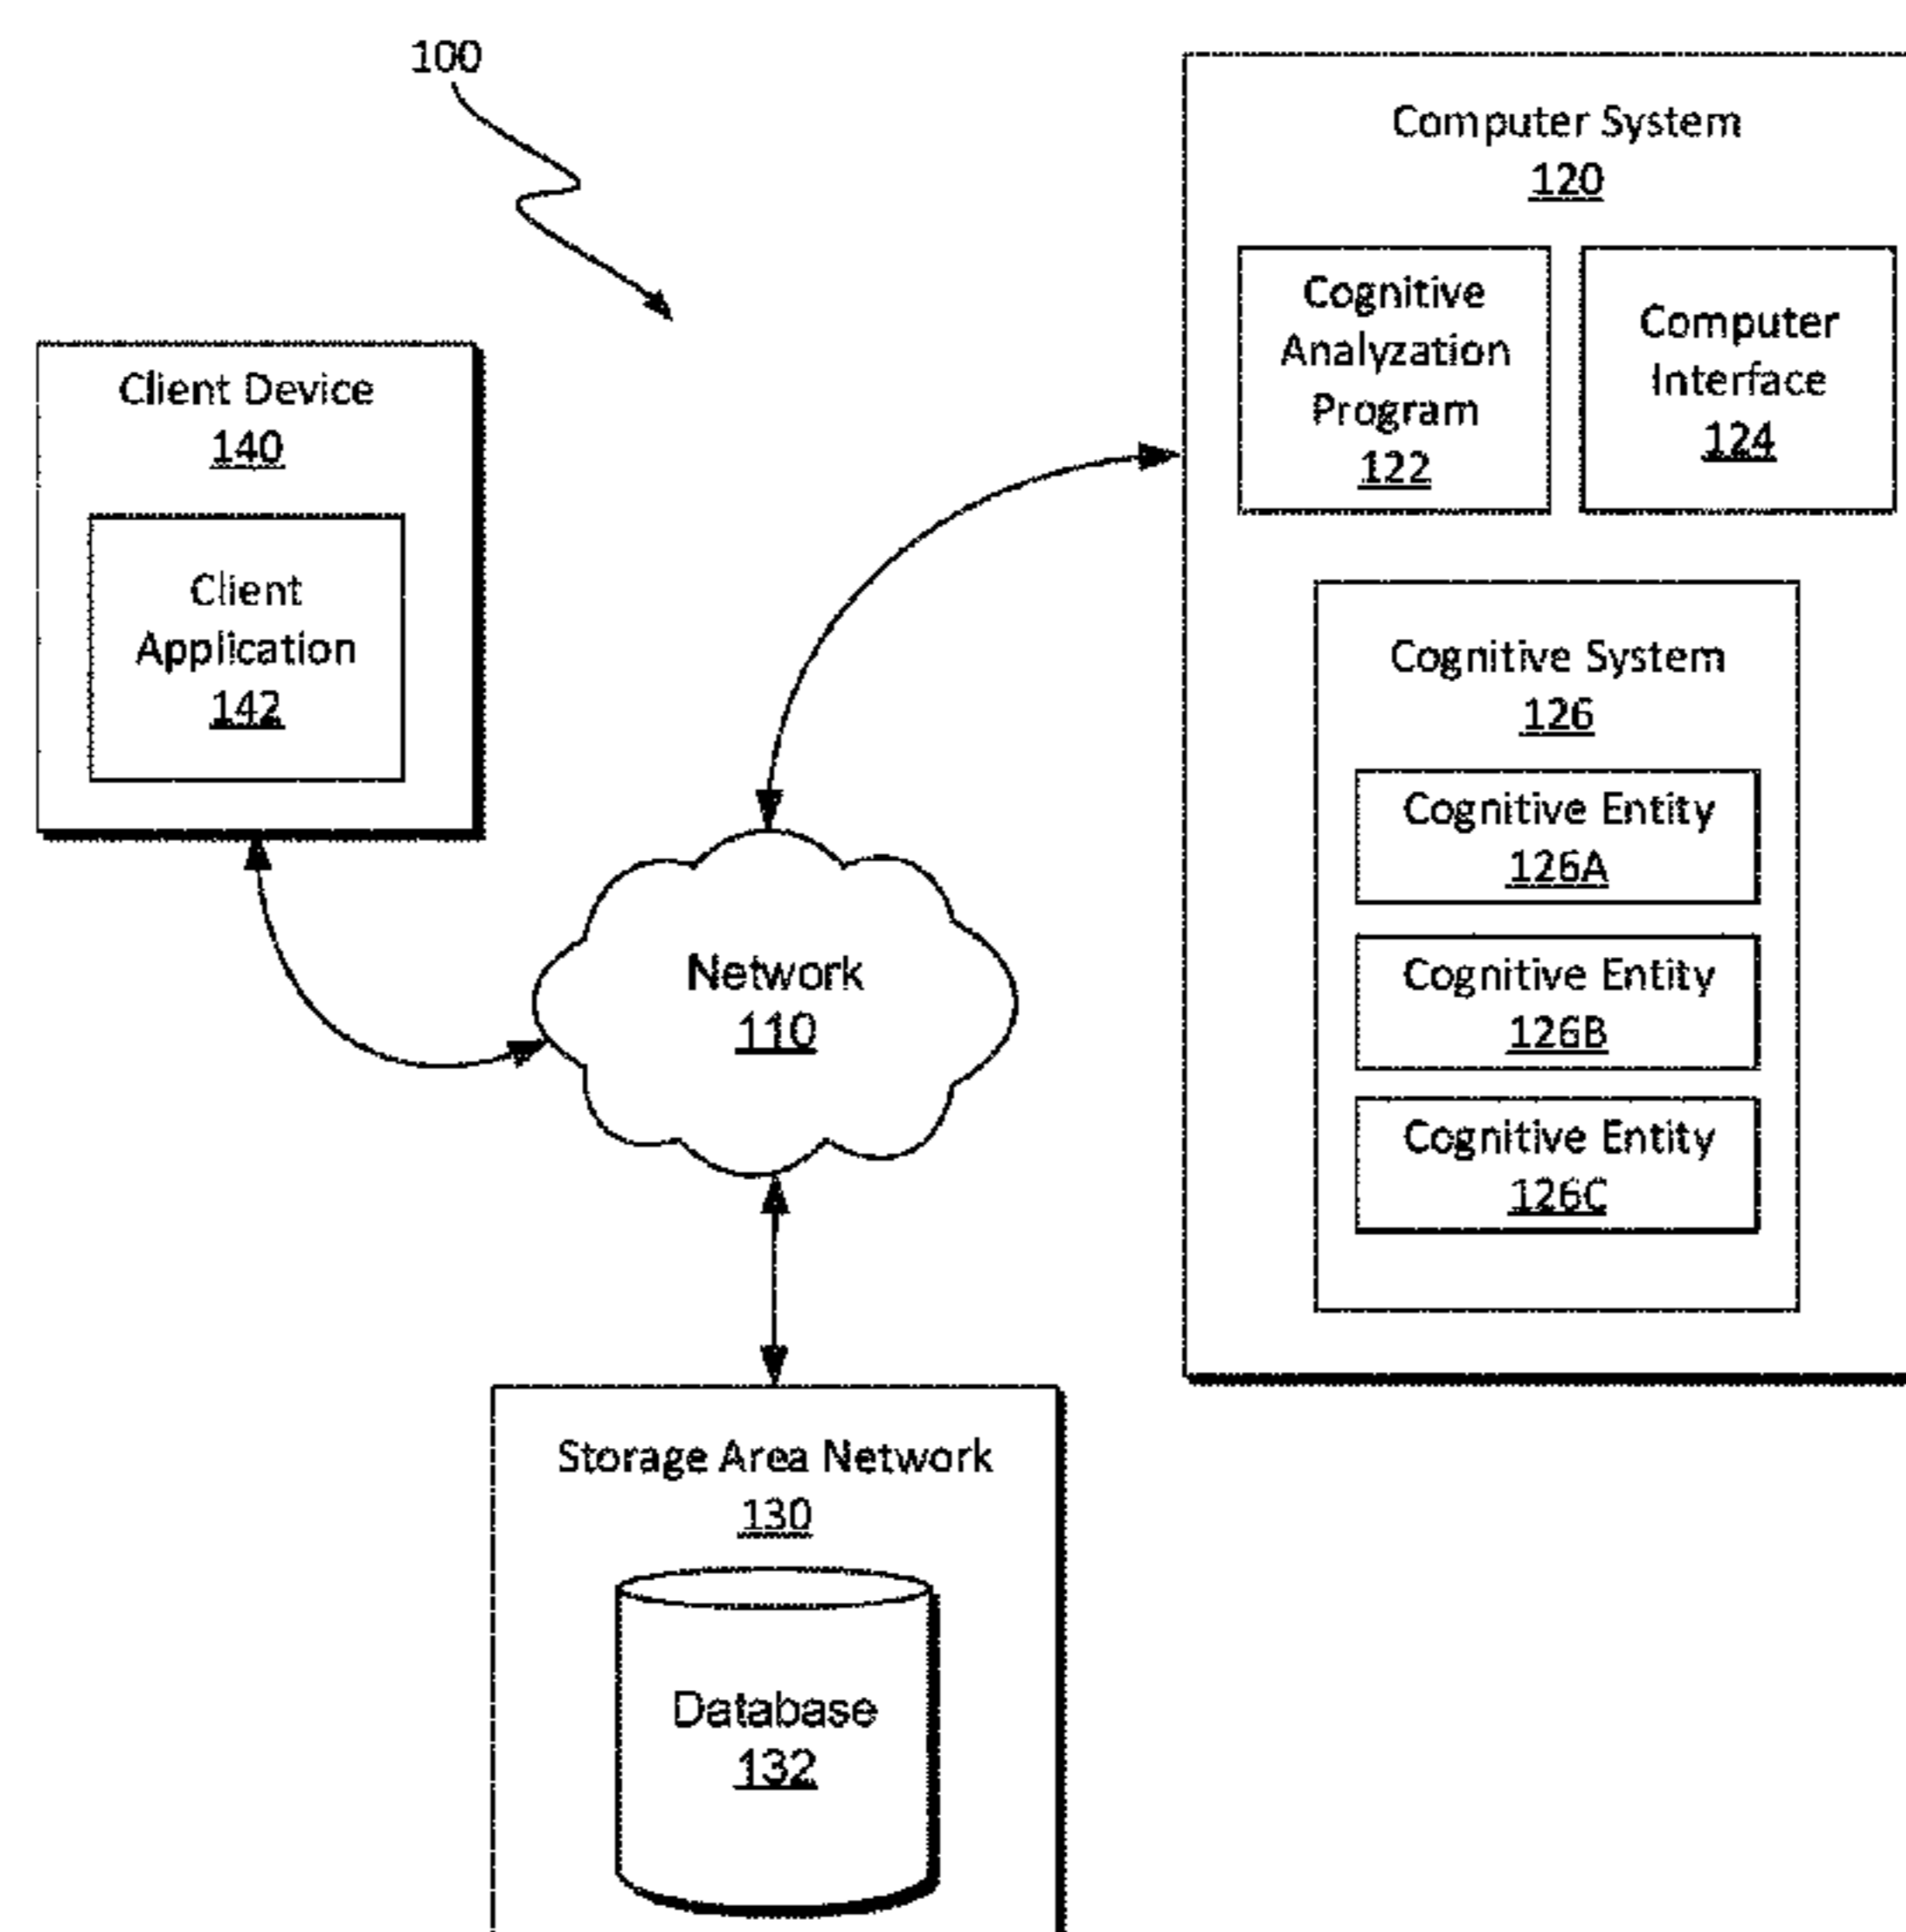 100
Computer System
120
Cognitive
Analyzation
Program
122
Computer
Interface
124
Client Device
140
Client
Application
142
Cognitive System
126
Cognitive Entity
126A
Cognitive Entity
126B
Cognitive Entity
126C
Network
110
Storage Area Network
130
Database
132